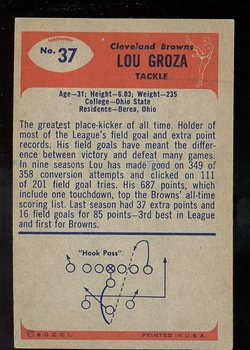 No. 37
Cleveland Browns
LOU GROZA
TACKLE
Age—31; Height—6.03; Weight—235
College—Ohio State
Residence—Berea, Ohio
The greatest place-kicker of all time. Holder of
most of the League's field goal and extra point
records. His field goals have meant the differ-
ence between victory and defeat many games.
In nine seasons Lou has made good on 349 of
358 conversion attempts and clicked on 111
of 201 field goal tries. His 687 points, which
include one touchdown, top the Browns' all-time
scoring list. Last season had 37 extra points and
16 field goals for 85 points—3rd best in League
and first for Browns.
"Hook Pass"
© B.G.C.C.I.
PRINTED IN U.S.A.